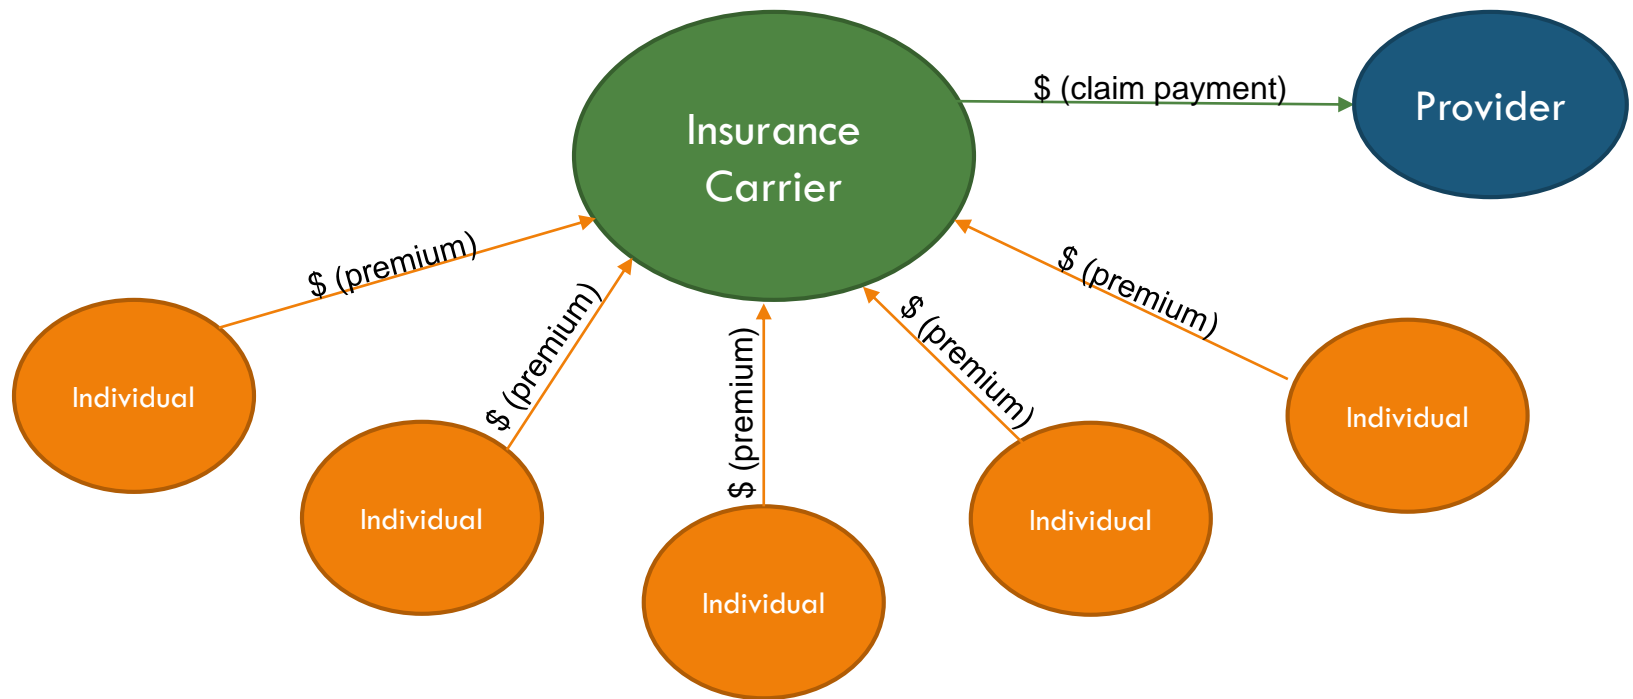 $ (claim payment)
Provider
Insurance
Carrier
$ (premium)
$ (premium)
$ (premium)
$ (premium)
$ (premium)
Individual
Individual
Individual
Individual
Individual